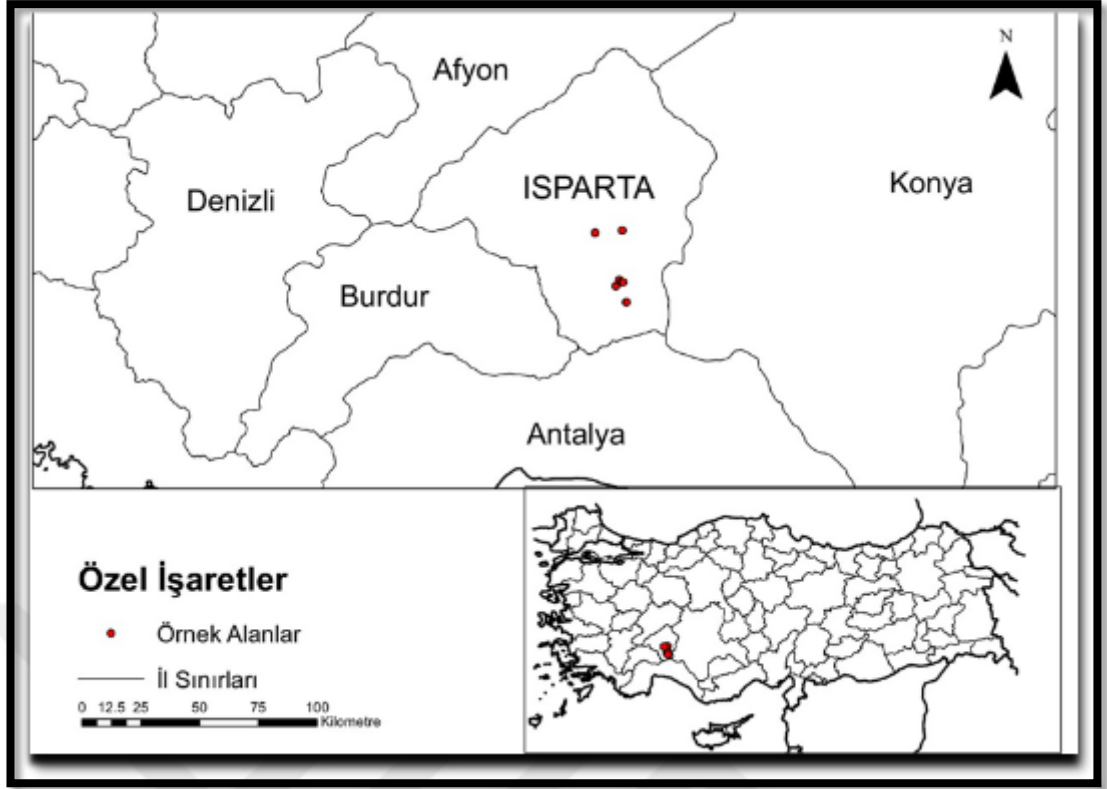 N
Afyon
ISPARTA
Konya
Denizli
Burdur
Antalya
Özel İşaretler
Örnek Alanlar
İl Sınırları
0 12.5 25 50 75 100
Kilometre